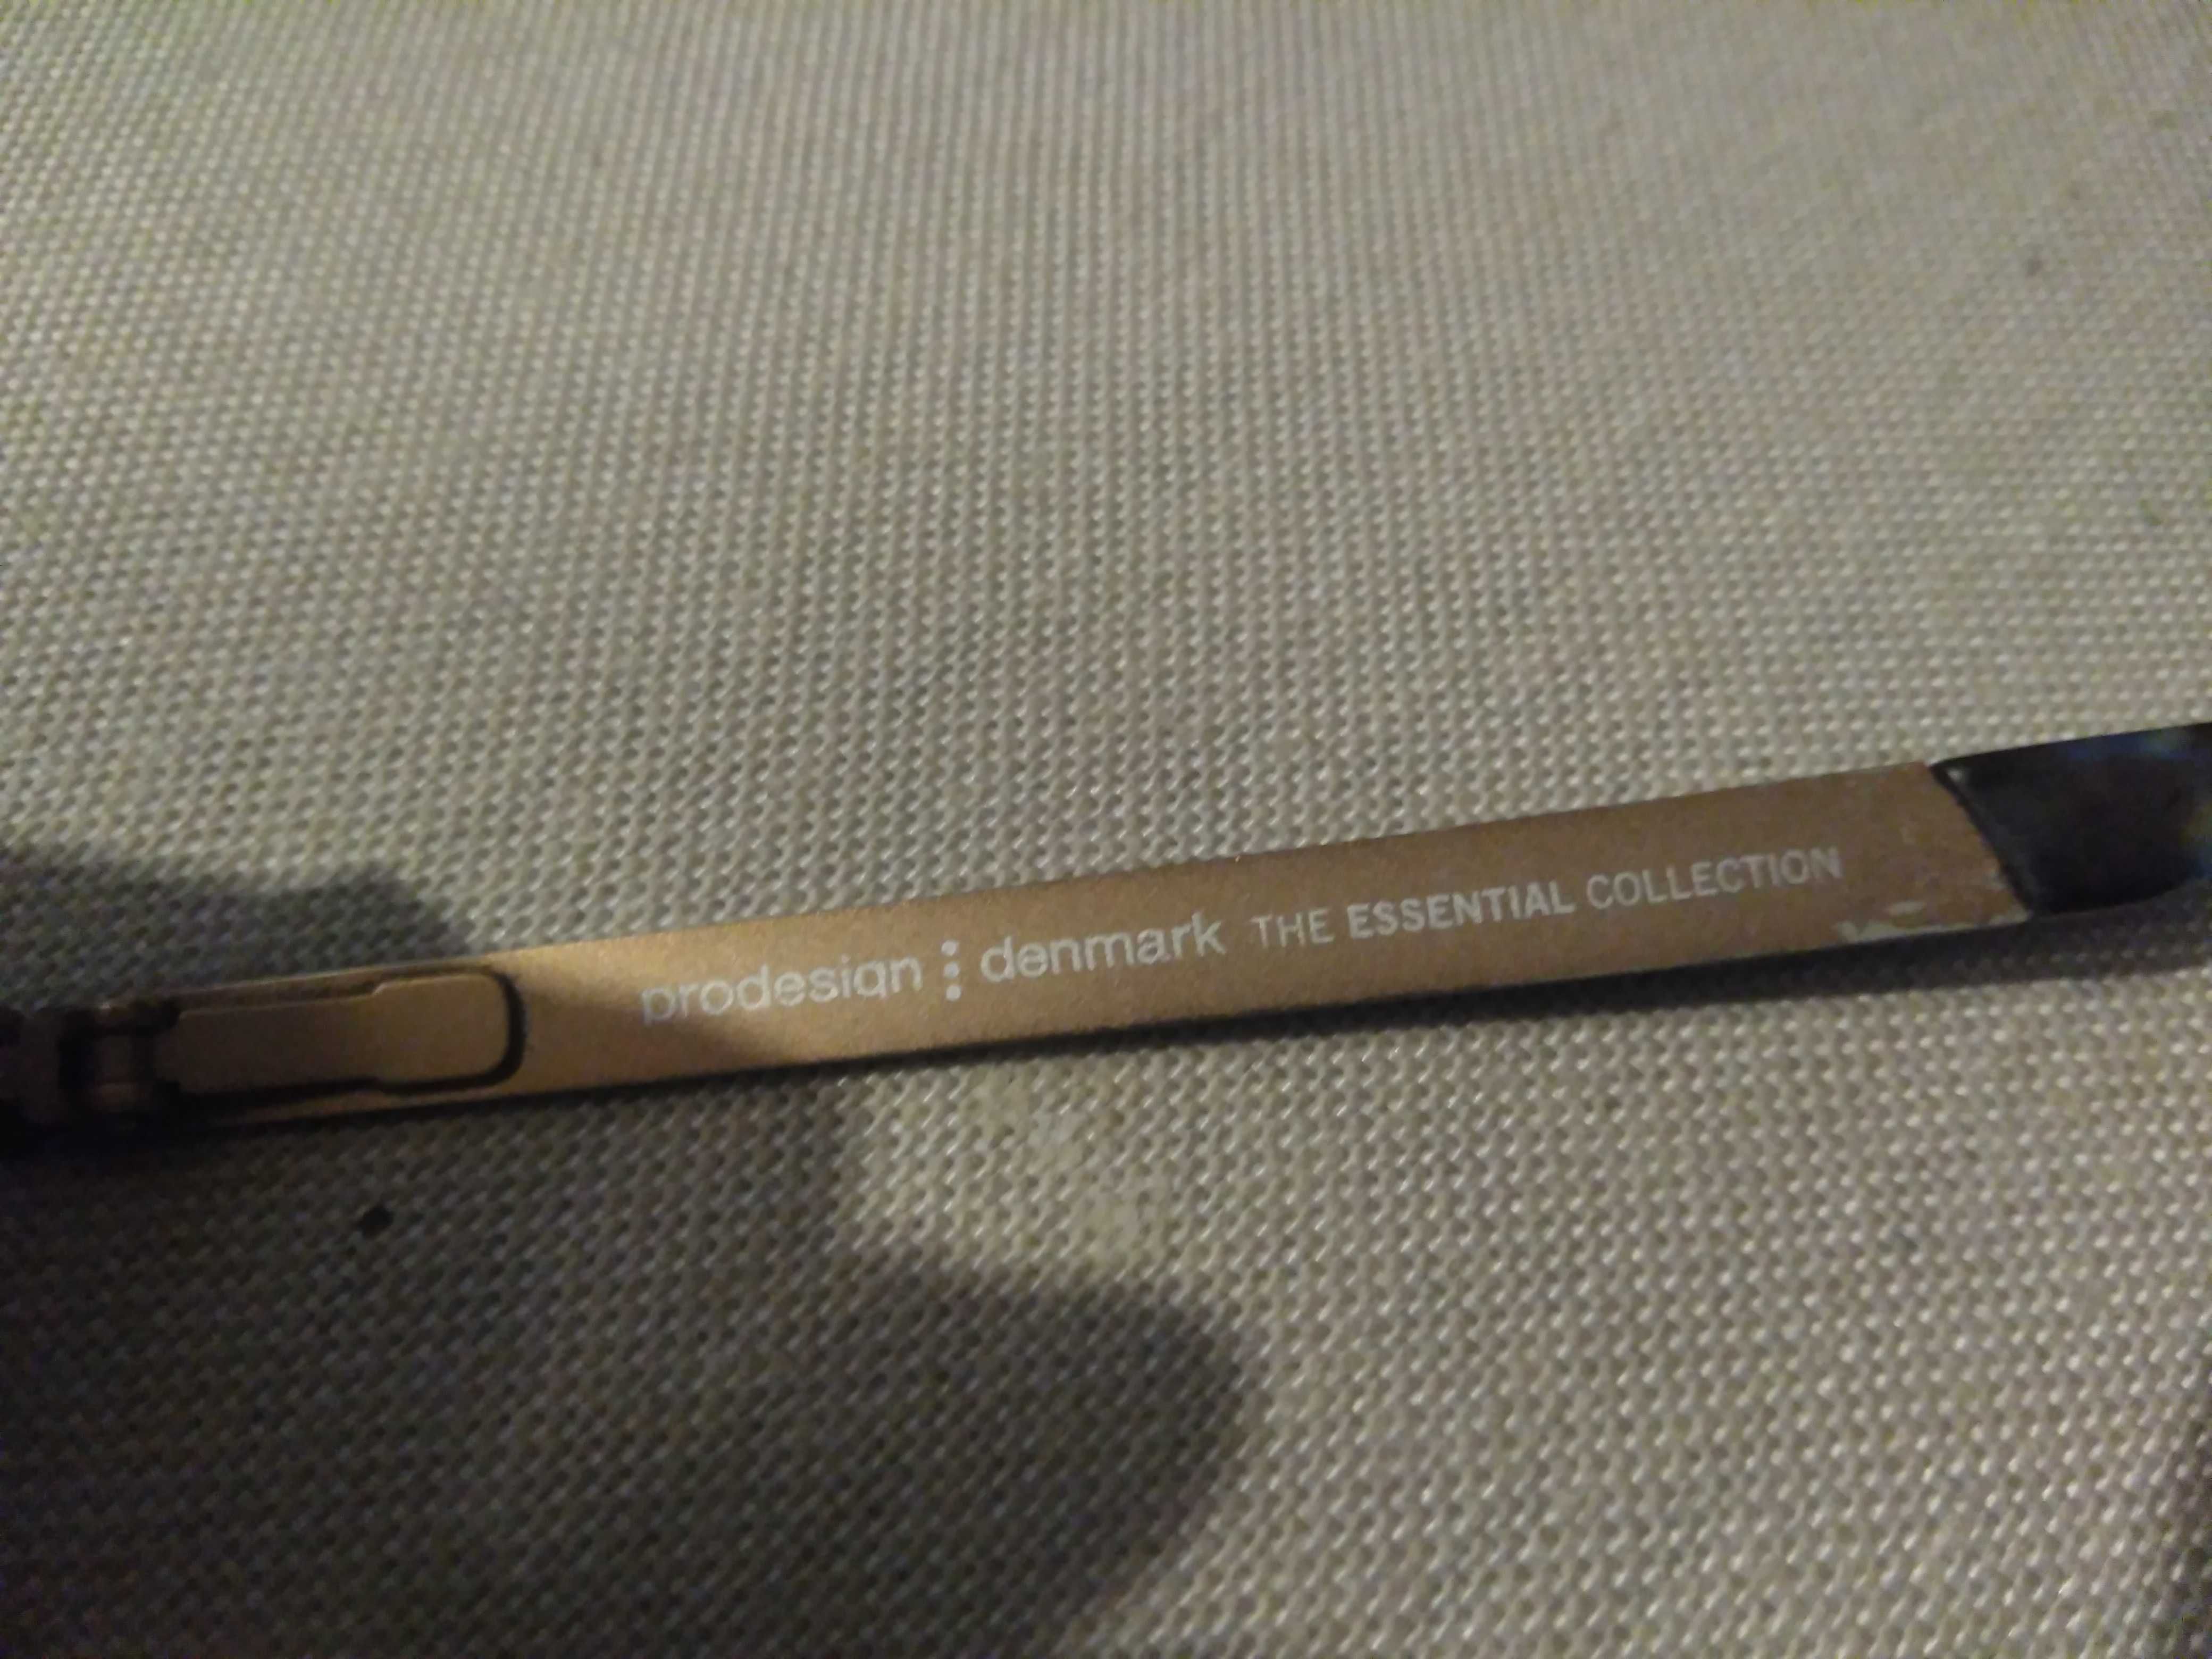 prodesign ⋮ denmark THE ESSENTIAL COLLECTION